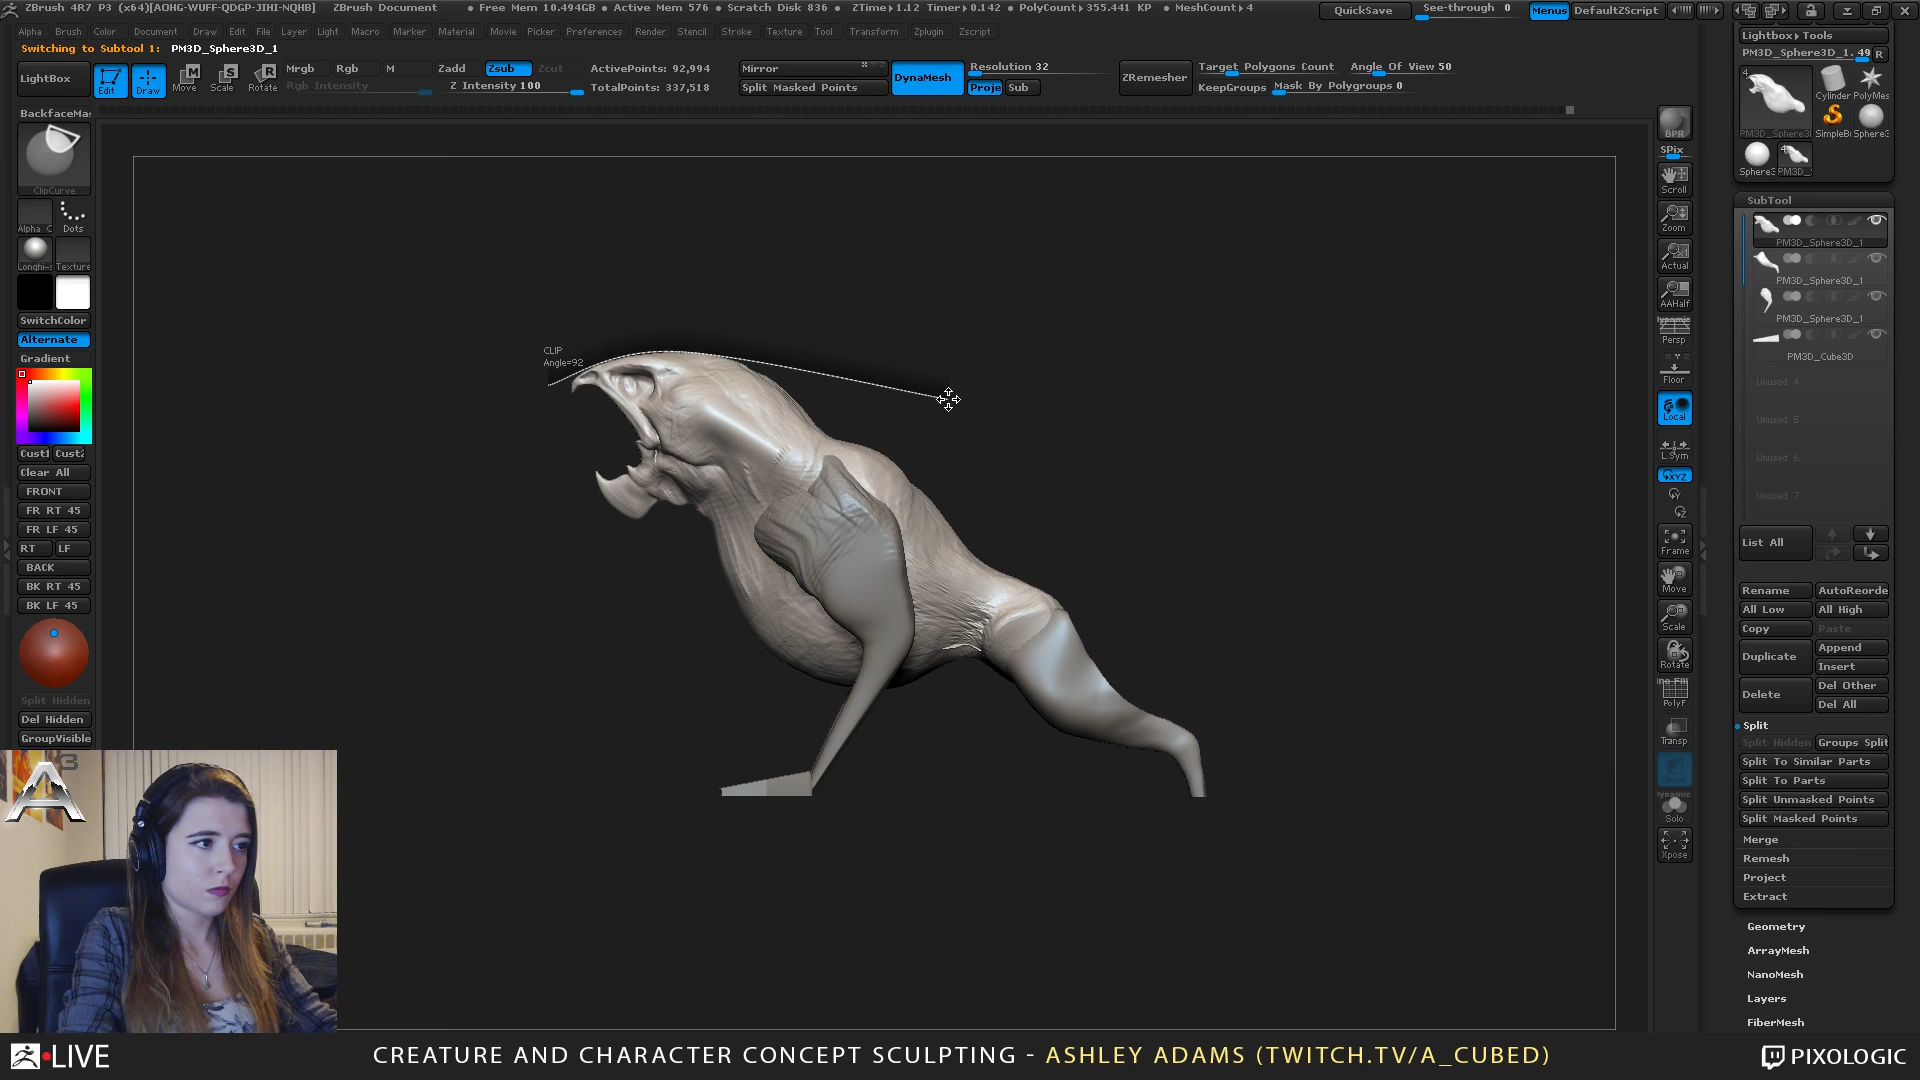 ZBrush 4R7 P3 (x64)[AOHG-WUFF-QDGP-JIHI-NQHB] ZBrush Document • Free Mem 10.494GB • Active Mem 576 • Scratch Disk 836 • ZTime▸1.12 Timer▸0.142 • PolyCount▸355.441 KP • MeshCount▸4 QuickSave See-through 0 Menus DefaultZScript
Alpha Brush Color Document Draw Edit File Layer Light Macro Marker Material Movie Picker Preferences Render Stencil Stroke Texture Tool Transform Zplugin Zscript
Switching to Subtool 1: PM3D_Sphere3D_1
LightBox Edit Draw Move Scale Rotate
Mrgb Rgb M Zadd Zsub Zcut
Rgb Intensity Z Intensity 100
ActivePoints: 92,994
TotalPoints: 337,518
Mirror
Split Masked Points
DynaMesh
Resolution 32
Proje Sub
ZRemesher
Target Polygons Count Angle Of View 50
KeepGroups Mask By Polygroups 0
BackfaceMa
ClipCurve
Alpha Dots
Texture
SwitchColor
Alternate
Gradient
Cust1 Cust2
Clear All
FRONT
FR RT 45
FR LF 45
RT LF
BACK
BK RT 45
BK LF 45
Split Hidden
Del Hidden
GroupVisible
CLIP
Angle=92
BPR
SPix
Scroll
Zoom
Actual
AAHalf
Dynamic
Persp
Floor
Local
L.Sym
XYZ
Frame
Move
Scale
Rotate
PolyF
Transp
Dynamic
Solo
Xpose
Lightbox▸Tools
PM3D_Sphere3D_1. 49 R
4
Cylinder PolyMes
SimpleB Sphere3
Sphere3 PM3D_
SubTool
PM3D_Sphere3D_1
PM3D_Sphere3D_1
PM3D_Sphere3D_1
PM3D_Cube3D
Unused 4
Unused 5
Unused 6
Unused 7
List All
Rename AutoReorde
All Low All High
Copy Paste
Duplicate Append
Insert
Delete Del Other
Del All
Split
Split Hidden Groups Split
Split To Similar Parts
Split To Parts
Split Unmasked Points
Split Masked Points
Merge
Remesh
Project
Extract
Geometry
ArrayMesh
NanoMesh
Layers
FiberMesh
A 3
LIVE CREATURE AND CHARACTER CONCEPT SCULPTING - ASHLEY ADAMS (TWITCH.TV/A_CUBED) PIXOLOGIC